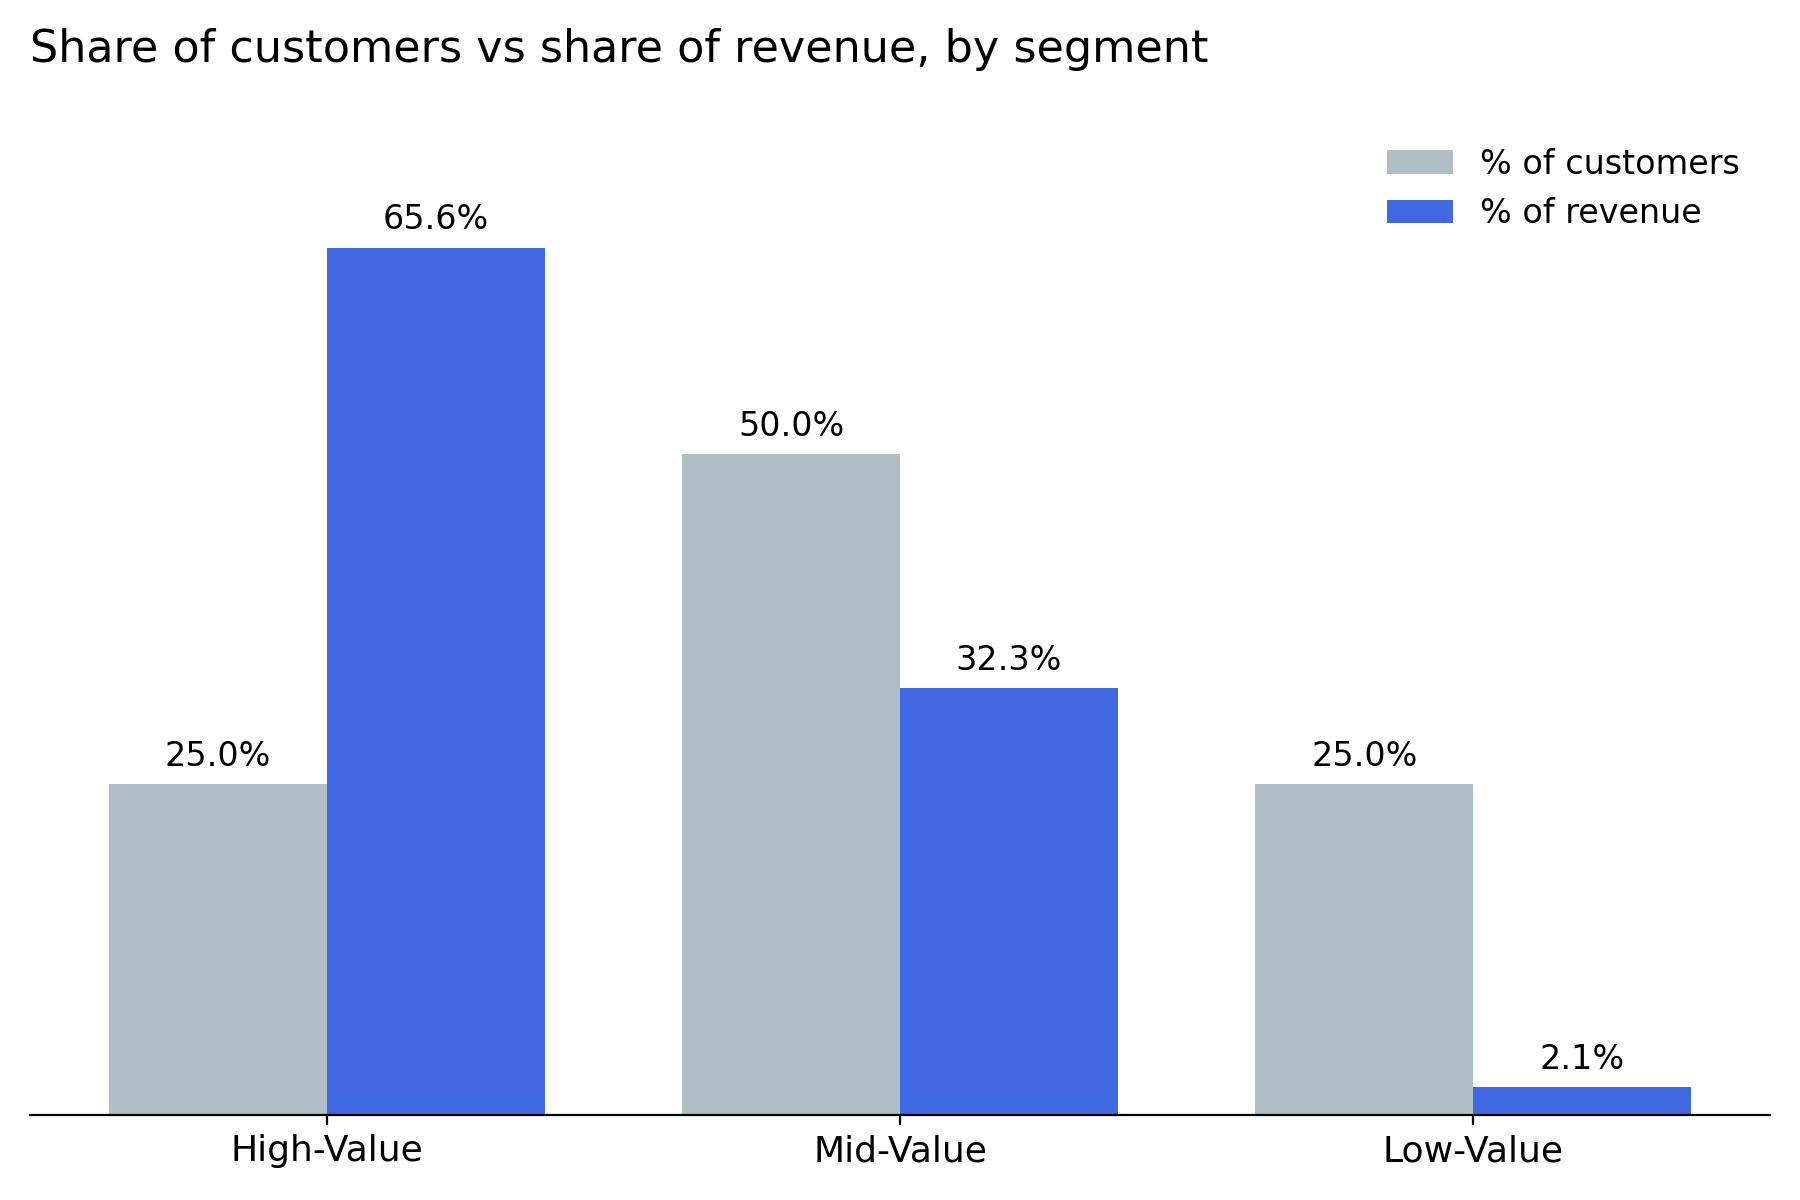 Share of customers vs share of revenue, by segment
% of customers
% of revenue
65.6%
50.0%
32.3%
25.0%
25.0%
2.1%
High-Value
Mid-Value
Low-Value